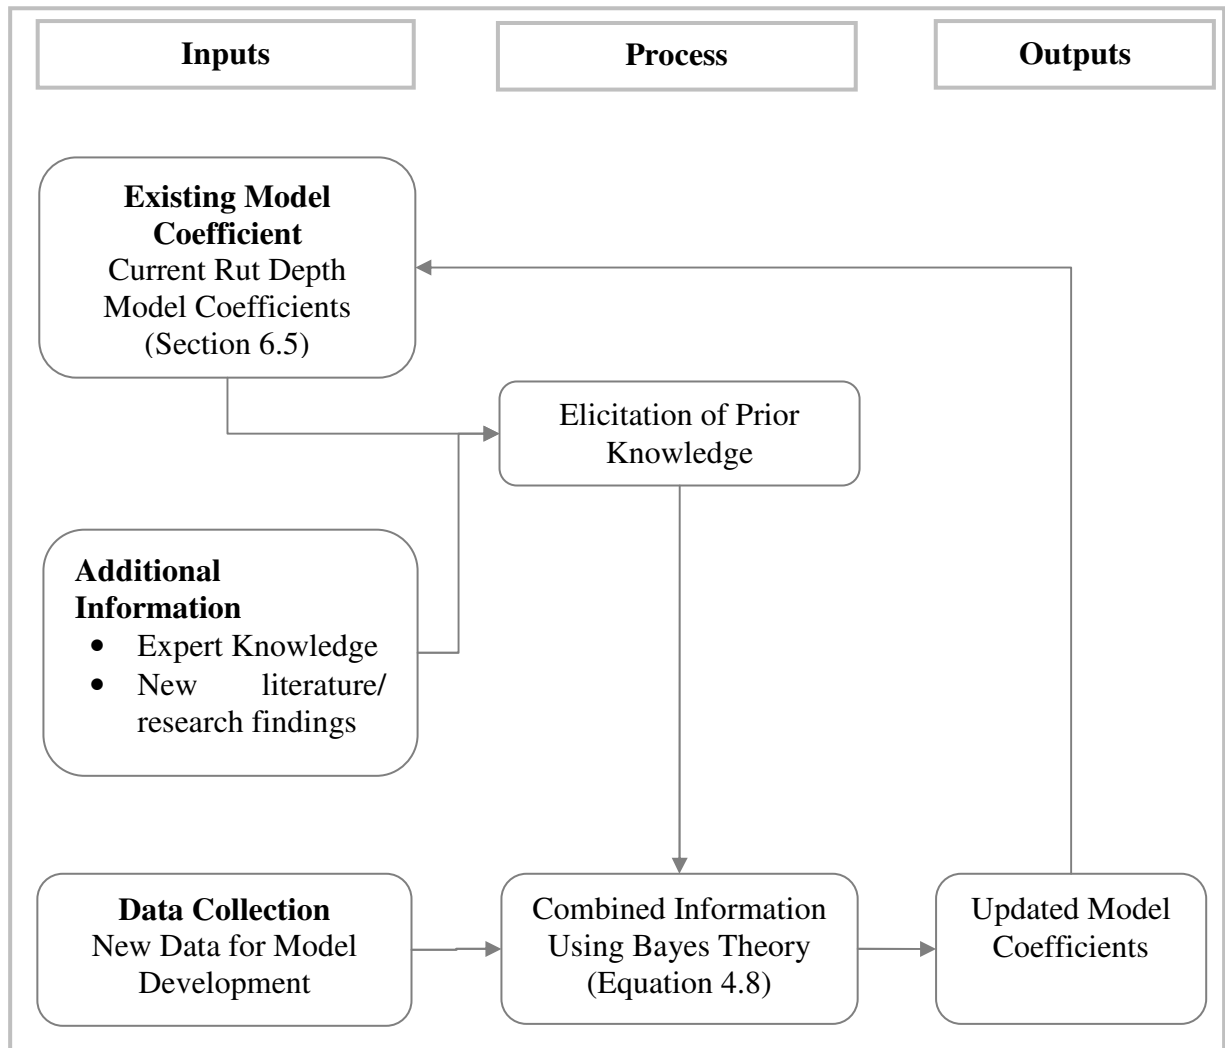 Inputs
Process
Outputs
Existing Model
Coefficient
Current Rut Depth
Model Coefficients
(Section 6.5)
Elicitation of Prior
Knowledge
Additional
Information
• Expert Knowledge
• New literature/
research findings
Data Collection
New Data for Model
Development
Combined Information
Using Bayes Theory
(Equation 4.8)
Updated Model
Coefficients